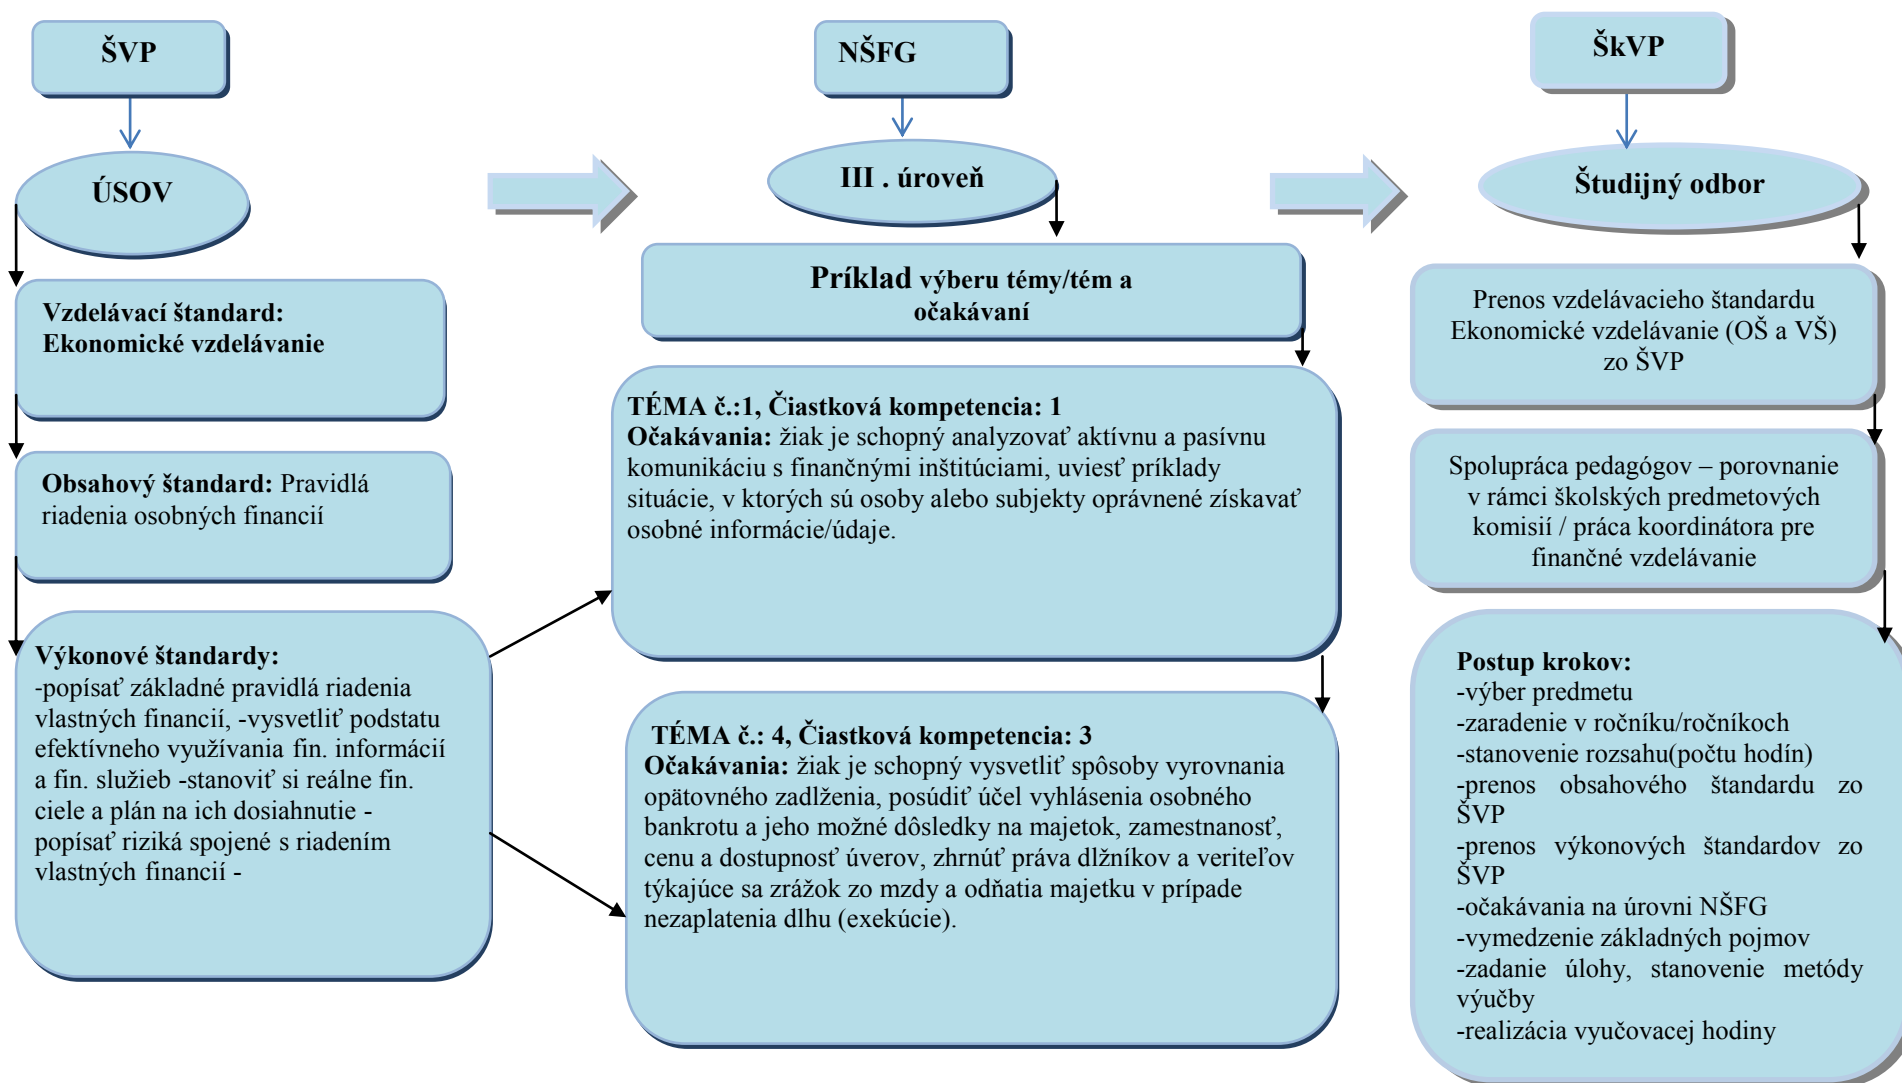 ŠVP
ÚSOV
Vzdelávací štandard:
Ekonomické vzdelávanie
Obsahový štandard: Pravidlá
riadenia osobných financií
Výkonové štandardy:
-popísať základné pravidlá riadenia
vlastných financií, -vysvetliť podstatu
efektívneho využívania fin. informácií
a fin. služieb -stanoviť si reálne fin.
ciele a plán na ich dosiahnutie -
popísať riziká spojené s riadením
vlastných financií -
NŠFG
III . úroveň
Príklad výberu témy/tém a
očakávaní
TÉMA č.:1, Čiastková kompetencia: 1
Očakávania: žiak je schopný analyzovať aktívnu a pasívnu
komunikáciu s finančnými inštitúciami, uviesť príklady
situácie, v ktorých sú osoby alebo subjekty oprávnené získavať
osobné informácie/údaje.
TÉMA č.: 4, Čiastková kompetencia: 3
Očakávania: žiak je schopný vysvetliť spôsoby vyrovnania
opätovného zadlženia, posúdiť účel vyhlásenia osobného
bankrotu a jeho možné dôsledky na majetok, zamestnanosť,
cenu a dostupnosť úverov, zhrnúť práva dlžníkov a veriteľov
týkajúce sa zrážok zo mzdy a odňatia majetku v prípade
nezaplatenia dlhu (exekúcie).
ŠkVP
Študijný odbor
Prenos vzdelávacieho štandardu
Ekonomické vzdelávanie (OŠ a VŠ)
zo ŠVP
Spolupráca pedagógov – porovnanie
v rámci školských predmetových
komisií / práca koordinátora pre
finančné vzdelávanie
Postup krokov:
-výber predmetu
-zaradenie v ročníku/ročníkoch
-stanovenie rozsahu(počtu hodín)
-prenos obsahového štandardu zo
ŠVP
-prenos výkonových štandardov zo
ŠVP
-očakávania na úrovni NŠFG
-vymedzenie základných pojmov
-zadanie úlohy, stanovenie metódy
výučby
-realizácia vyučovacej hodiny